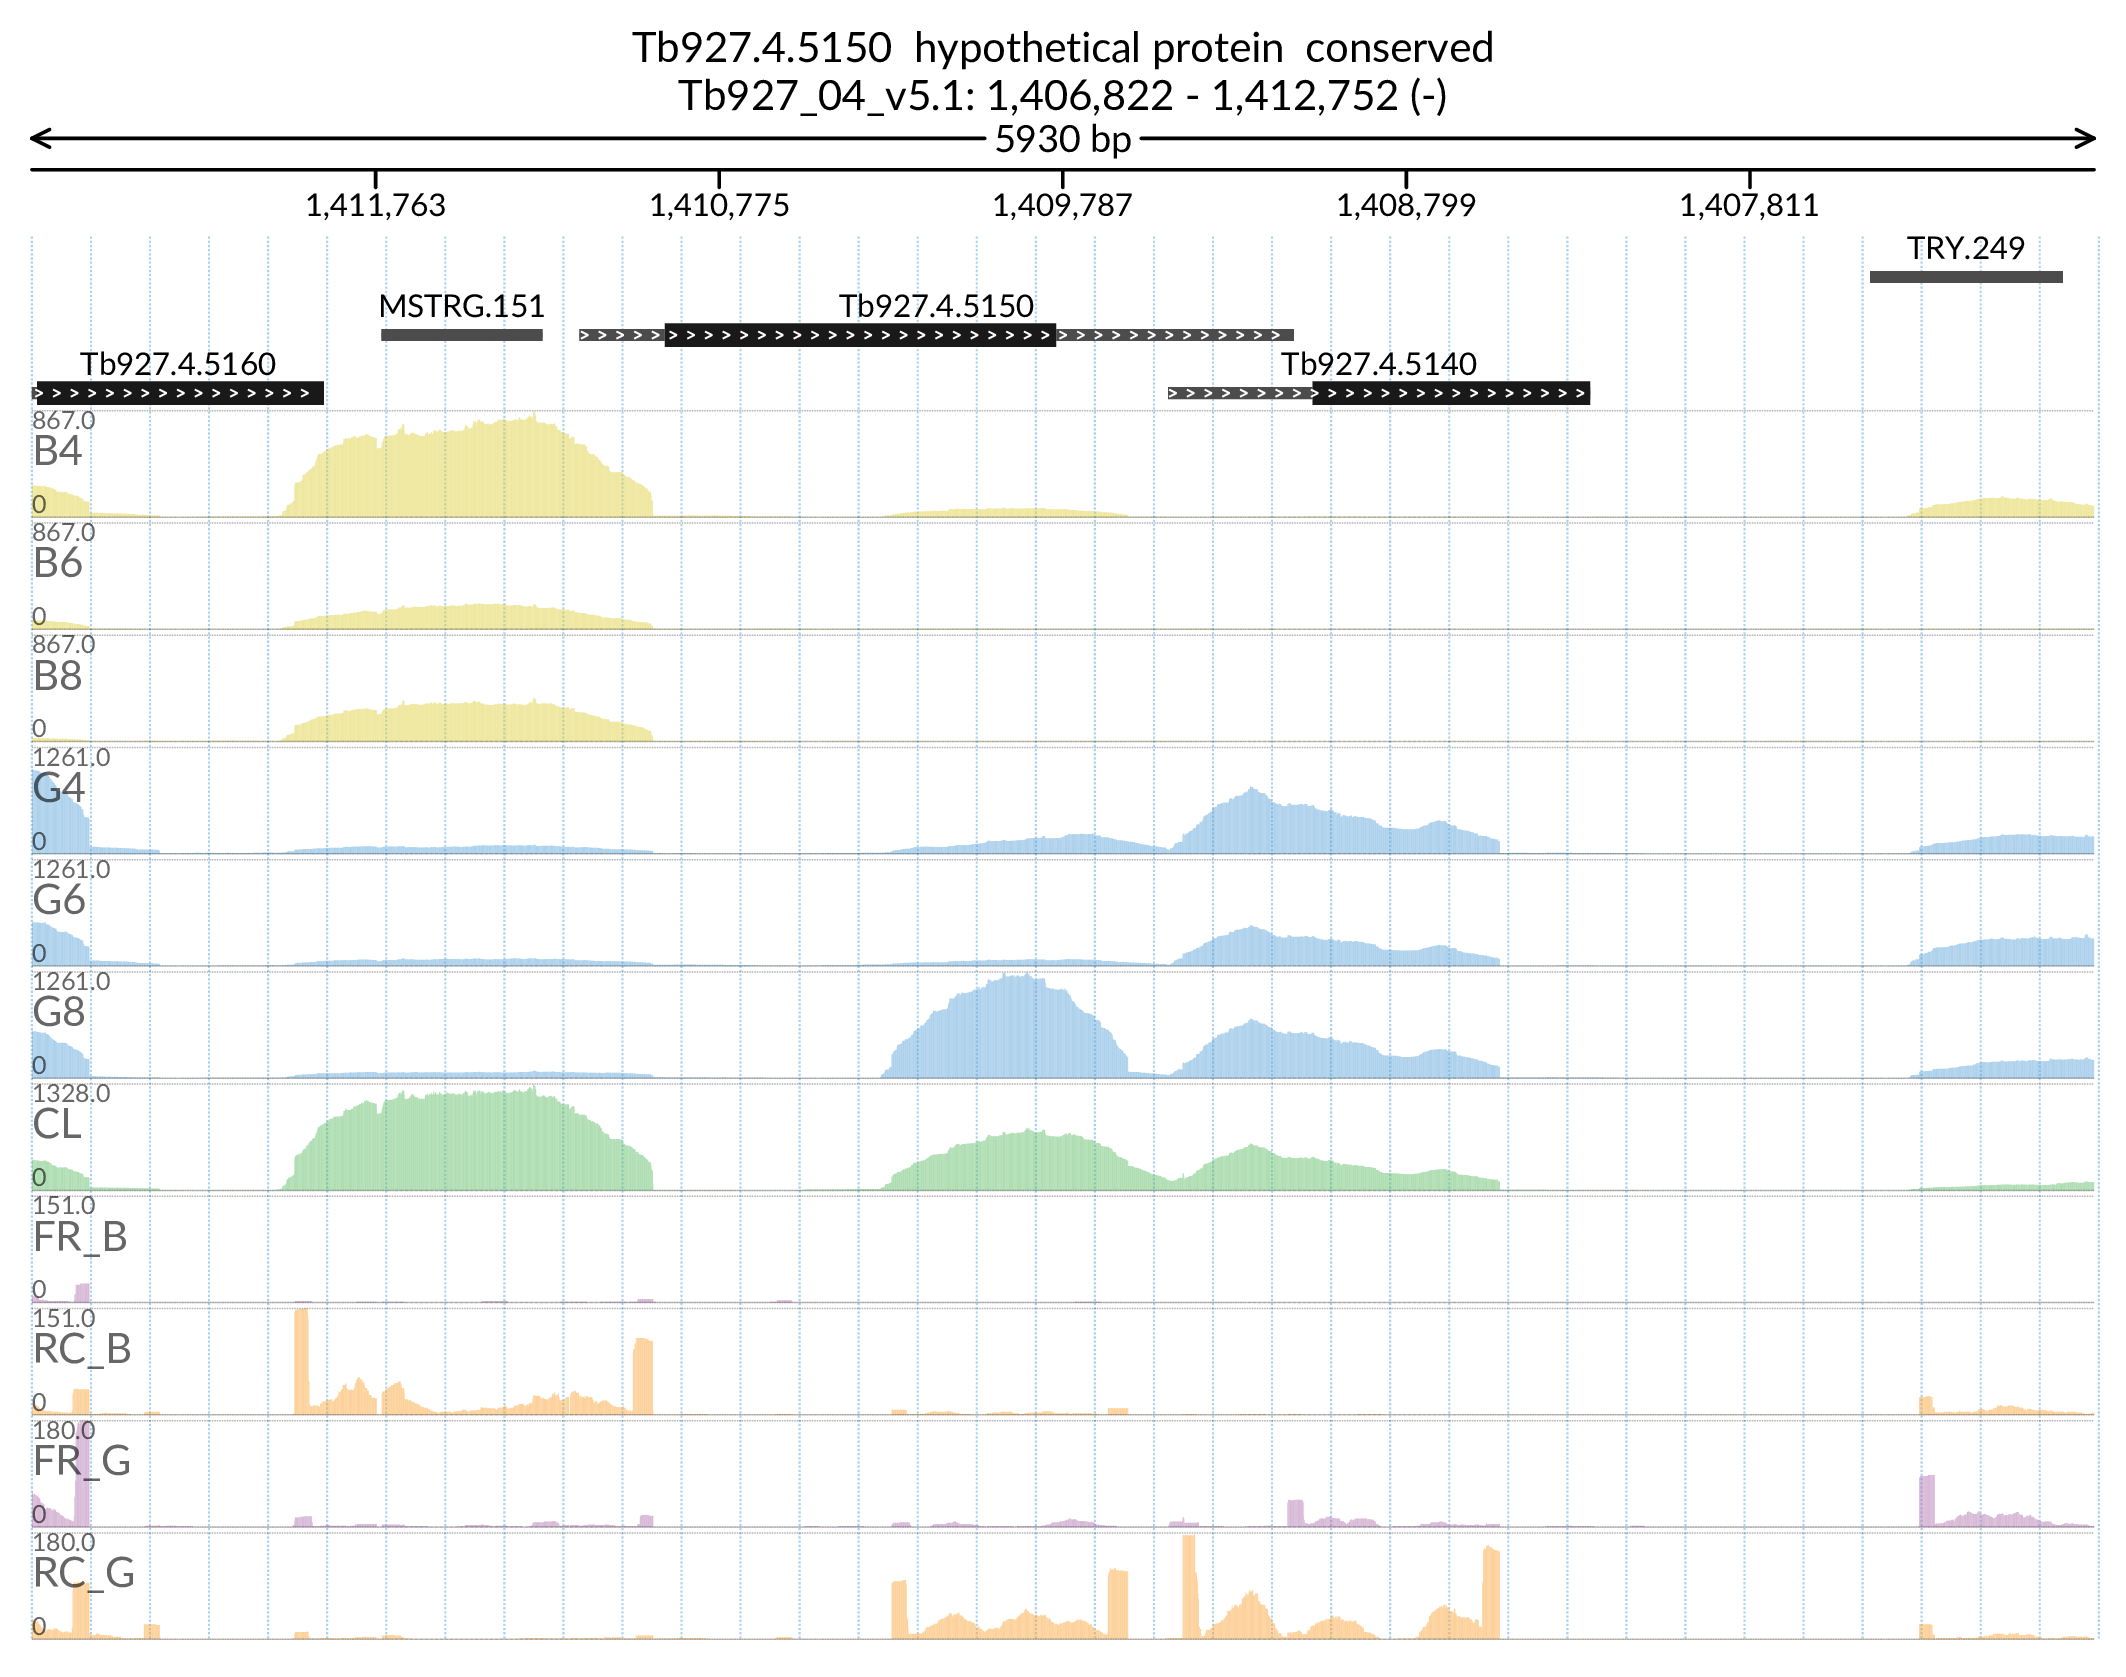 Tb927.4.5150  hypothetical protein  conserved
Tb927_04_v5.1: 1,406,822 - 1,412,752 (-)
5930 bp
1,411,763 1,410,775 1,409,787 1,408,799 1,407,811
TRY.249
MSTRG.151 Tb927.4.5150
Tb927.4.5160 Tb927.4.5140
867.0
B4
0
867.0
B6
0
867.0
B8
0
1261.0
G4
0
1261.0
G6
0
1261.0
G8
0
1328.0
CL
0
151.0
FR_B
0
151.0
RC_B
0
180.0
FR_G
0
180.0
RC_G
0